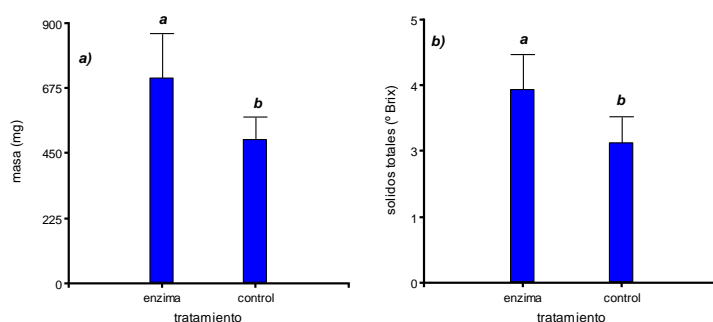 a)
masa (mg)
900
675
450
225
0
a
b
enzima
control
tratamiento
b)
solidos totales (º Brix)
5
4
3
1
0
a
b
enzima
control
tratamiento